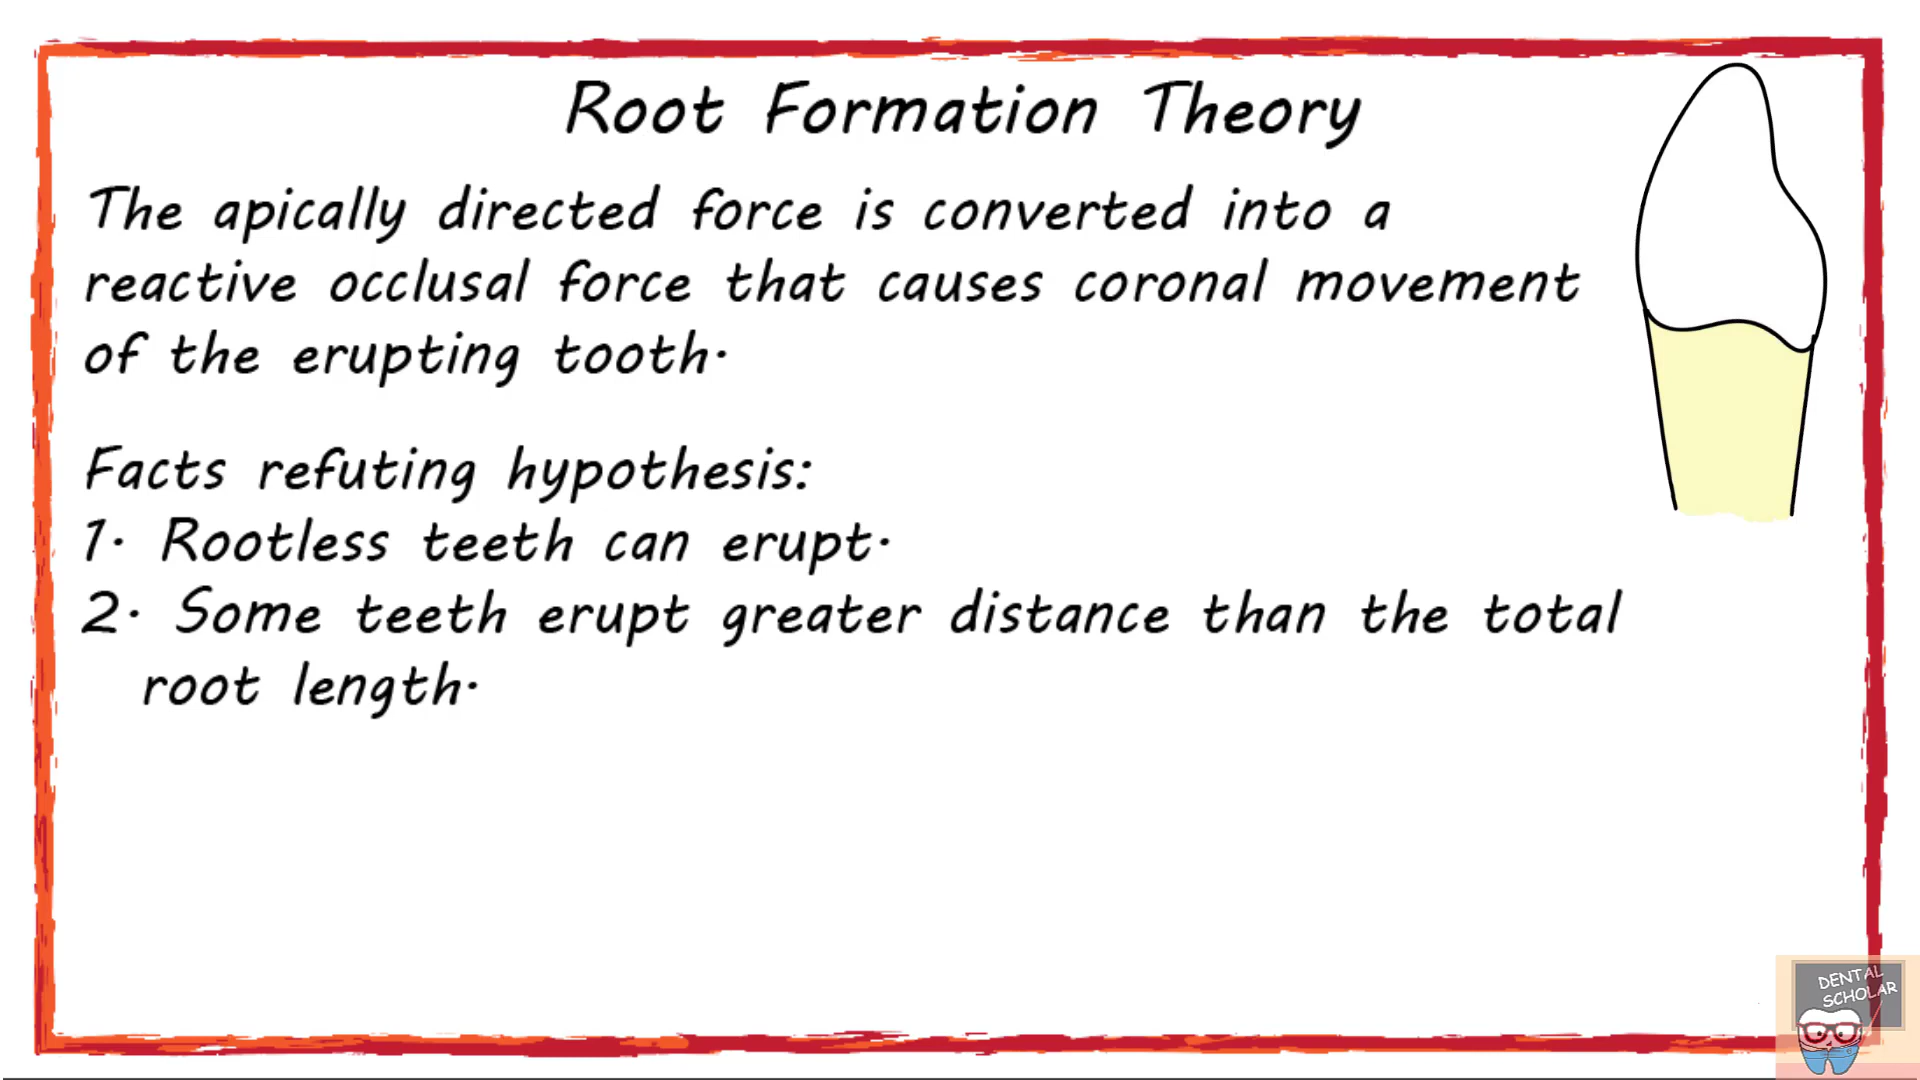 Root Formation Theory
The apically directed force is converted into a
reactive occlusal force that causes coronal movement
of the erupting tooth.
Facts refuting hypothesis:
1. Rootless teeth can erupt.
2. Some teeth erupt greater distance than the total
root length.
DENTAL
SCHOLAR